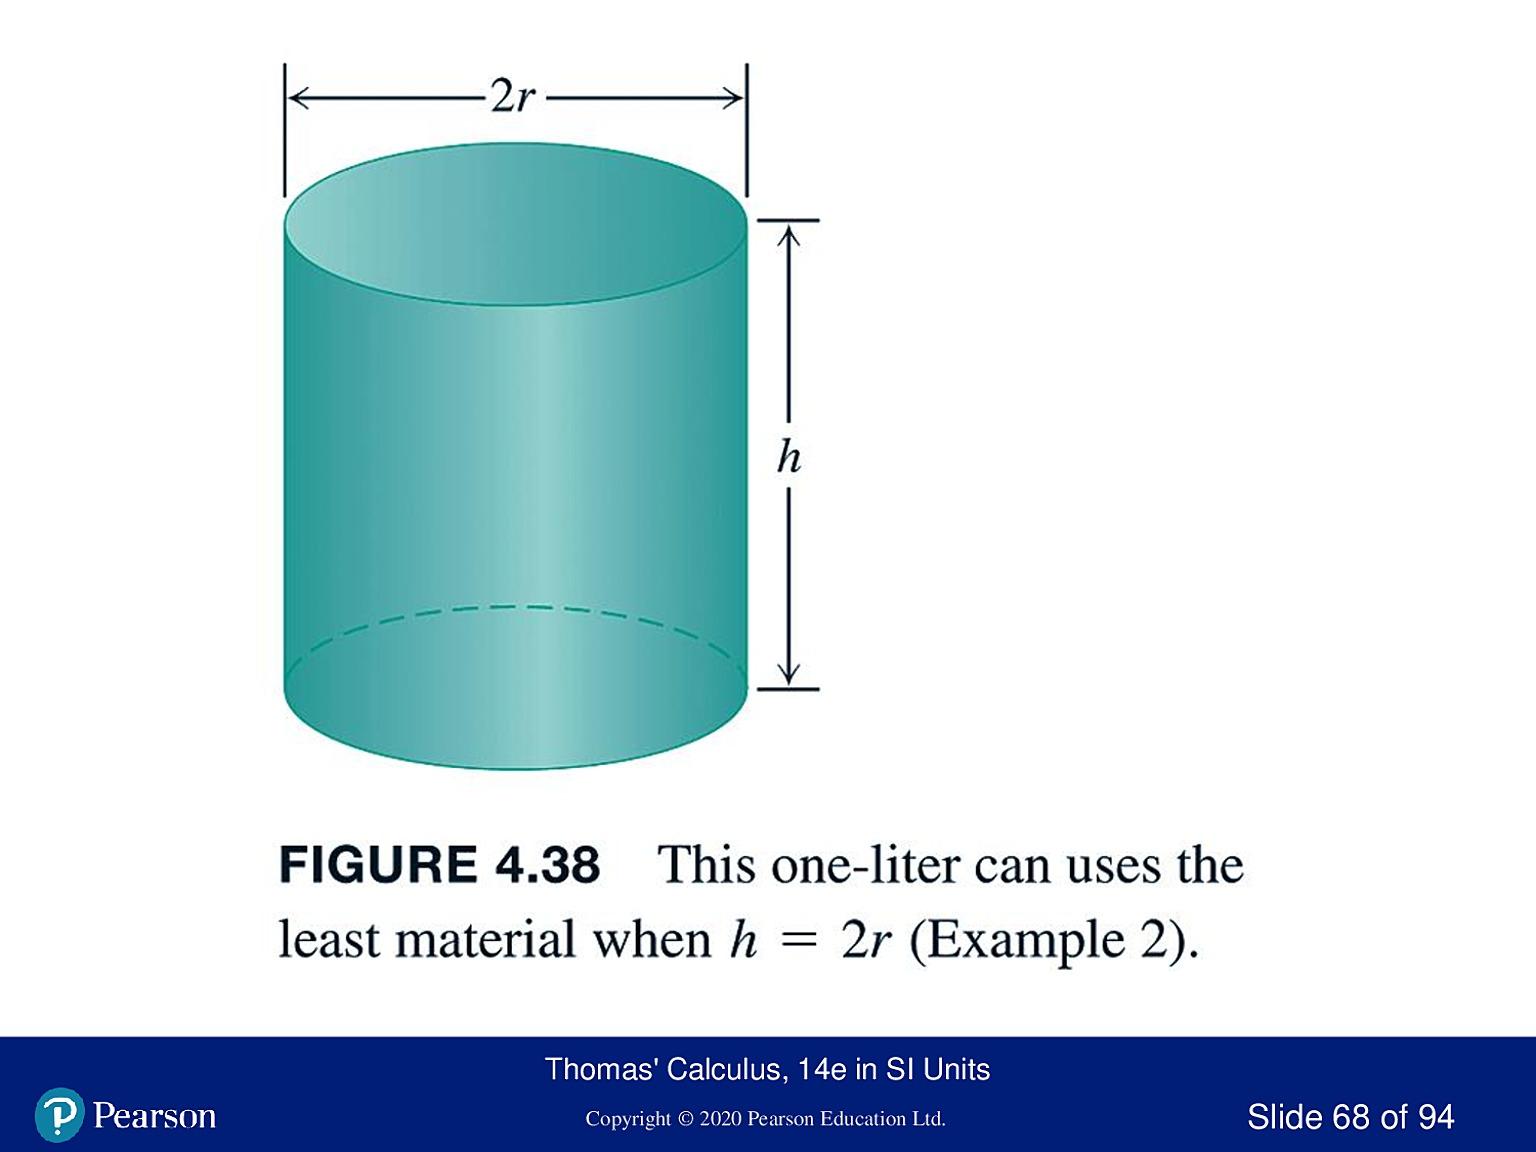 2r
h
FIGURE 4.38 This one-liter can uses the
least material when h = 2r (Example 2).
Thomas' Calculus, 14e in SI Units
Pearson
Copyright © 2020 Pearson Education Ltd.
Slide 68 of 94